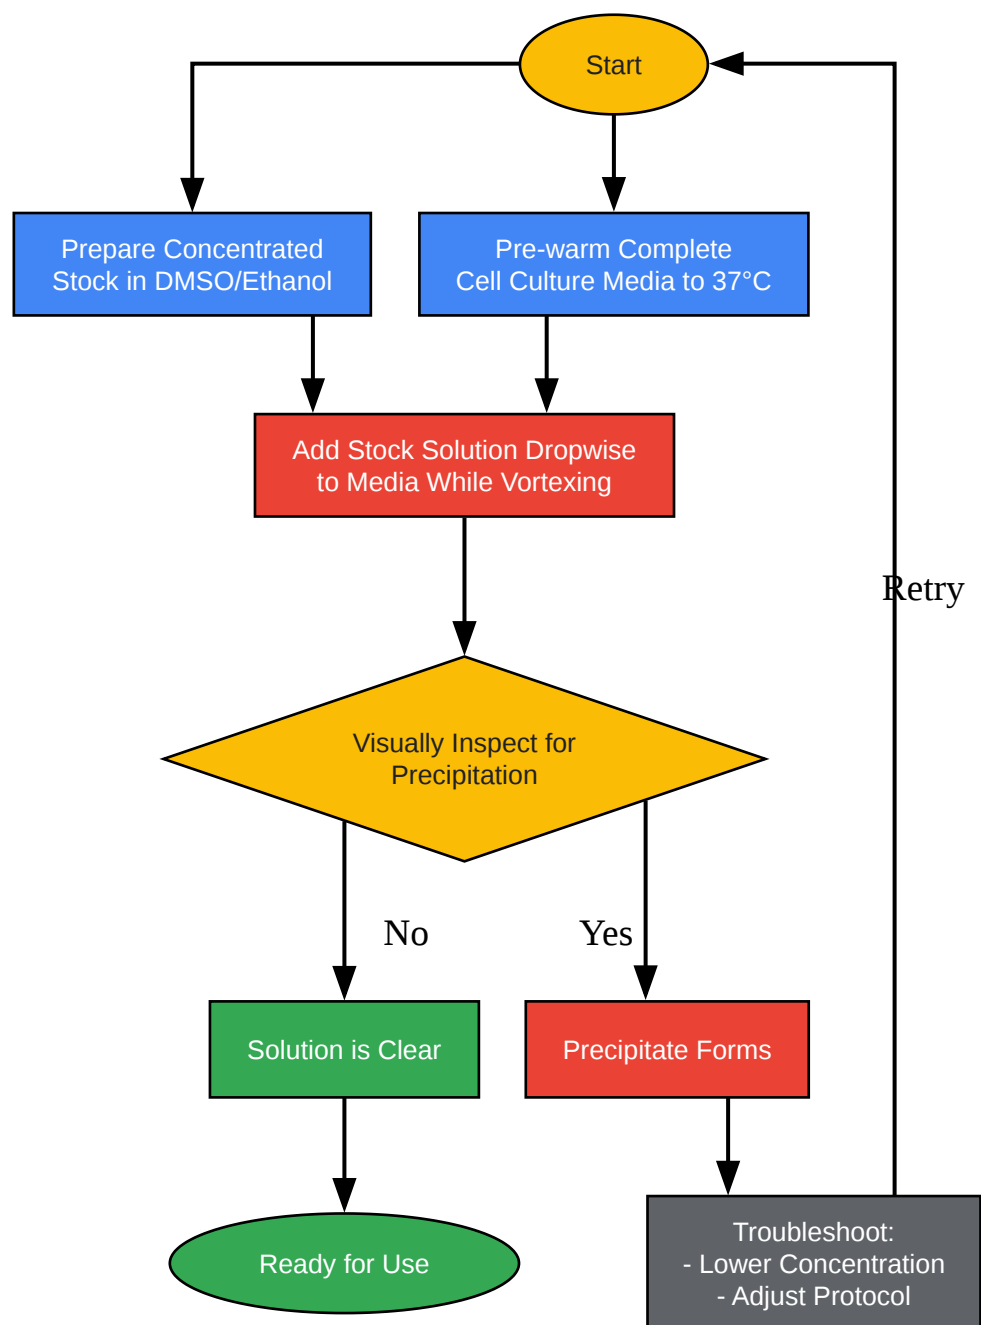 Start
Prepare Concentrated
Stock in DMSO/Ethanol
Pre-warm Complete
Cell Culture Media to 37°C
Add Stock Solution Dropwise
to Media While Vortexing
Retry
Visually Inspect for
Precipitation
No
Yes
Solution is Clear
Precipitate Forms
Ready for Use
Troubleshoot:
- Lower Concentration
- Adjust Protocol